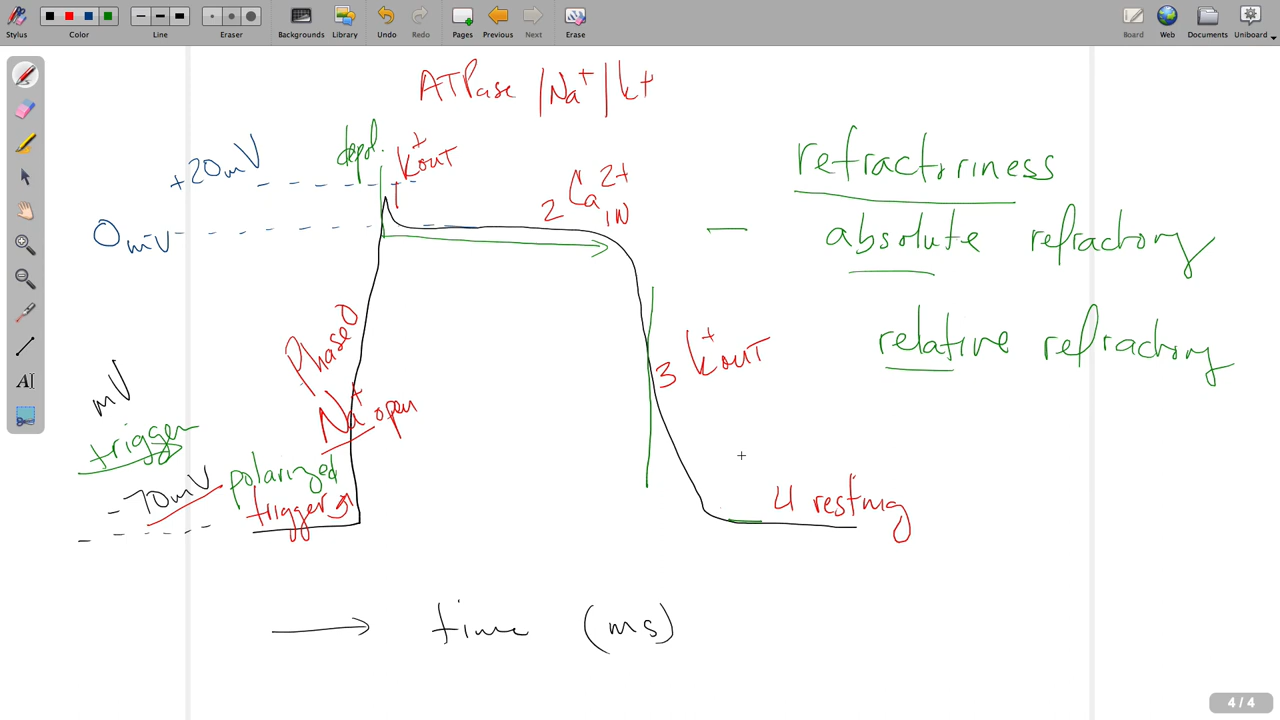 Stylus
Color
Line
Eraser
Backgrounds
Library
Undo
Redo
Pages
Previous
Next
Erase
Board
Web
Documents
Uniboard
ATPase |Na+|K+
+20mV
depol.
1
K+ out
0 mV
2 Ca2+ IN
refractoriness
– absolute refractory
relative refractory
Phase 0
Na+ open
3 K+ out
mV
trigger
-70mV
polarized
trigger
4 resting
time (ms)
4 / 4